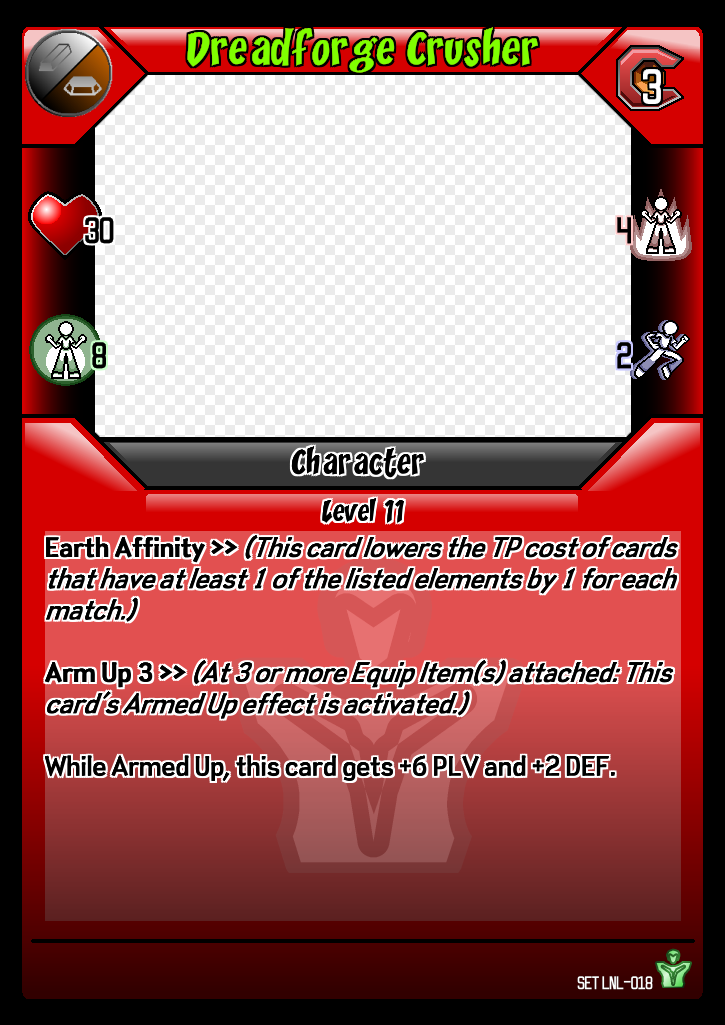 Dreadforge Crusher
3
30
4
8
2
Character
Level 11
Earth Affinity >> (This card lowers the TP cost of cards
that have at least 1 of the listed elements by 1 for each
match.)
Arm Up 3 >> (At 3 or more Equip Item(s) attached: This
card's Armed Up effect is activated.)
While Armed Up, this card gets +6 PLV and +2 DEF.
SET LNL-018